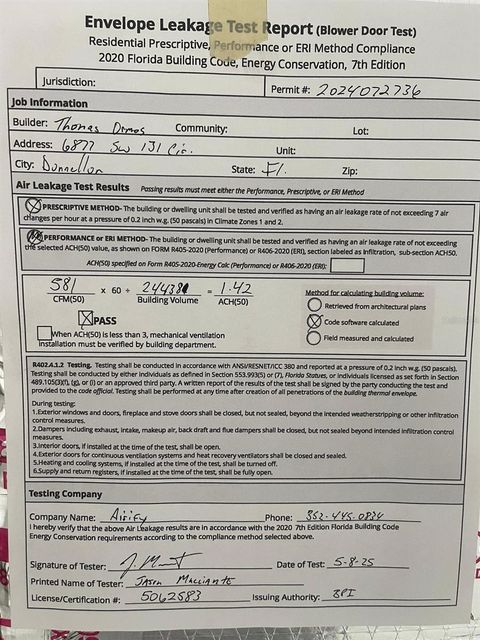 Envelope Leakage Test Report (Blower Door Test)
Residential Prescriptive, Performance or ERI Method Compliance
2020 Florida Building Code, Energy Conservation, 7th Edition
Jurisdiction:
Permit #: 2024072736
Job Information
Builder: Thomas Demos Community: Lot:
Address: 6877 SW 131 Cir. Unit:
City: Dunnellon State: Fl. Zip:
Air Leakage Test Results Passing results must meet either the Performance, Prescriptive, or ERI Method
PRESCRIPTIVE METHOD- The building or dwelling unit shall be tested and verified as having an air leakage rate of not exceeding 7 air
changes per hour at a pressure of 0.2 inch w.g. (50 pascals) in Climate Zones 1 and 2.
PERFORMANCE or ERI METHOD- The building or dwelling unit shall be tested and verified as having an air leakage rate of not exceeding
the selected ACH(50) value, as shown on FORM R405-2020 (Performance) or R406-2020 (ERI), section labeled as infiltration, sub-section ACH50.
ACH(50) specified on Form R405-2020-Energy Calc (Performance) or R406-2020 (ERI):
581 x 60 ÷ 24438 = 1.42
CFM(50) Building Volume ACH(50)
PASS
When ACH(50) is less than 3, mechanical ventilation
installation must be verified by building department.
Method for calculating building volume:
Retrieved from architectural plans
Code software calculated
Field measured and calculated
R402.4.1.2 Testing. Testing shall be conducted in accordance with ANSI/RESNET/ICC 380 and reported at a pressure of 0.2 inch w.g. (50 pascals).
Testing shall be conducted by either individuals as defined in Section 553.993(5) or (7), Florida Statues, or individuals licensed as set forth in Section
489.105(3)(f), (g), or (i) or an approved third party. A written report of the results of the test shall be signed by the party conducting the test and
provided to the code official. Testing shall be performed at any time after creation of all penetrations of the building thermal envelope.
During testing:
1.Exterior windows and doors, fireplace and stove doors shall be closed, but not sealed, beyond the intended weatherstripping or other infiltration
control measures.
2.Dampers including exhaust, intake, makeup air, back draft and flue dampers shall be closed, but not sealed beyond intended infiltration control
measures.
3.Interior doors, if installed at the time of the test, shall be open.
4.Exterior doors for continuous ventilation systems and heat recovery ventilators shall be closed and sealed.
5.Heating and cooling systems, if installed at the time of the test, shall be turned off.
6.Supply and return registers, if installed at the time of the test, shall be fully open.
Testing Company
Company Name: Airify Phone: 352-445-0834
I hereby verify that the above Air Leakage results are in accordance with the 2020 7th Edition Florida Building Code
Energy Conservation requirements according to the compliance method selected above.
Signature of Tester: Date of Test: 5-8-25
Printed Name of Tester: Jason Malliante
License/Certification #: 5062583 Issuing Authority: BPI